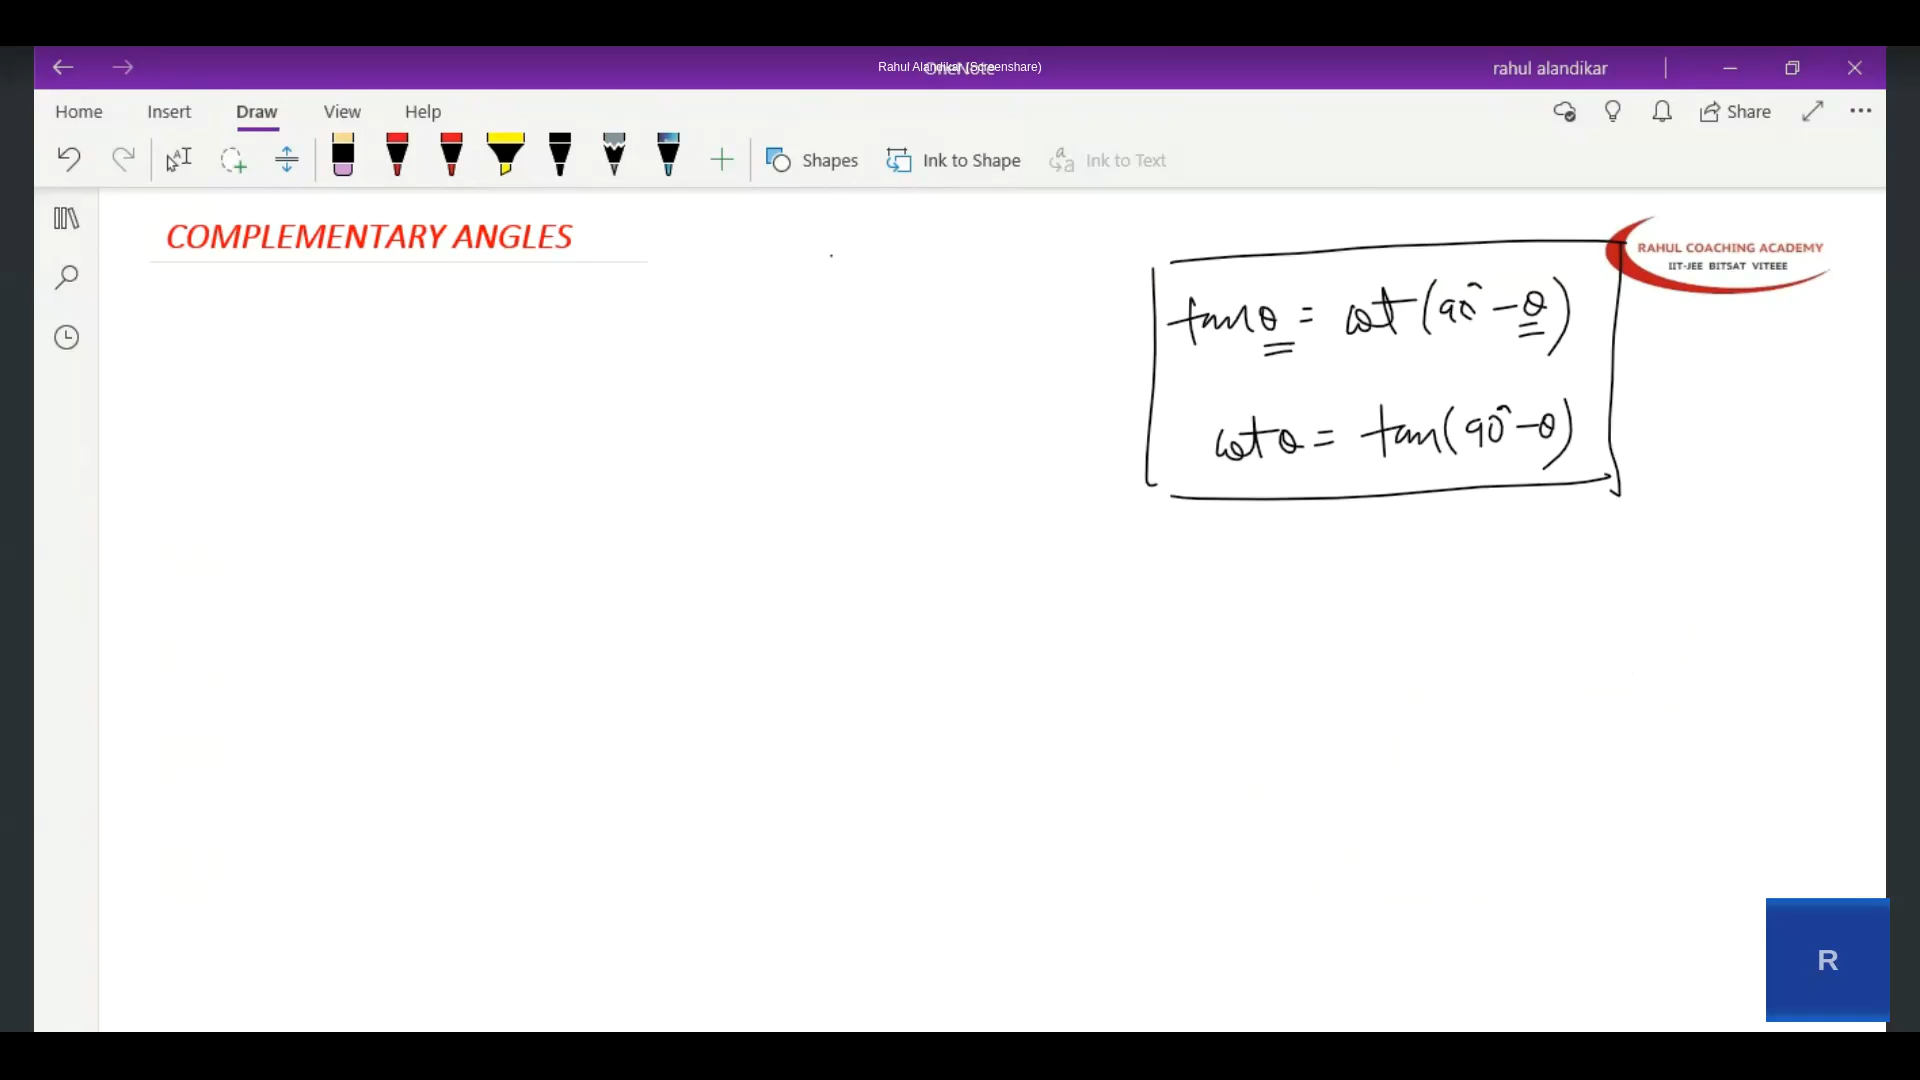 Rahul Alandikar (Screenshare)
rahul alandikar
Home Insert Draw View Help
Share
Shapes Ink to Shape Ink to Text
COMPLEMENTARY ANGLES
RAHUL COACHING ACADEMY
IIT-JEE BITSAT VITEEE
tanθ = cot(90° - θ)
cotθ = tan(90° - θ)
R